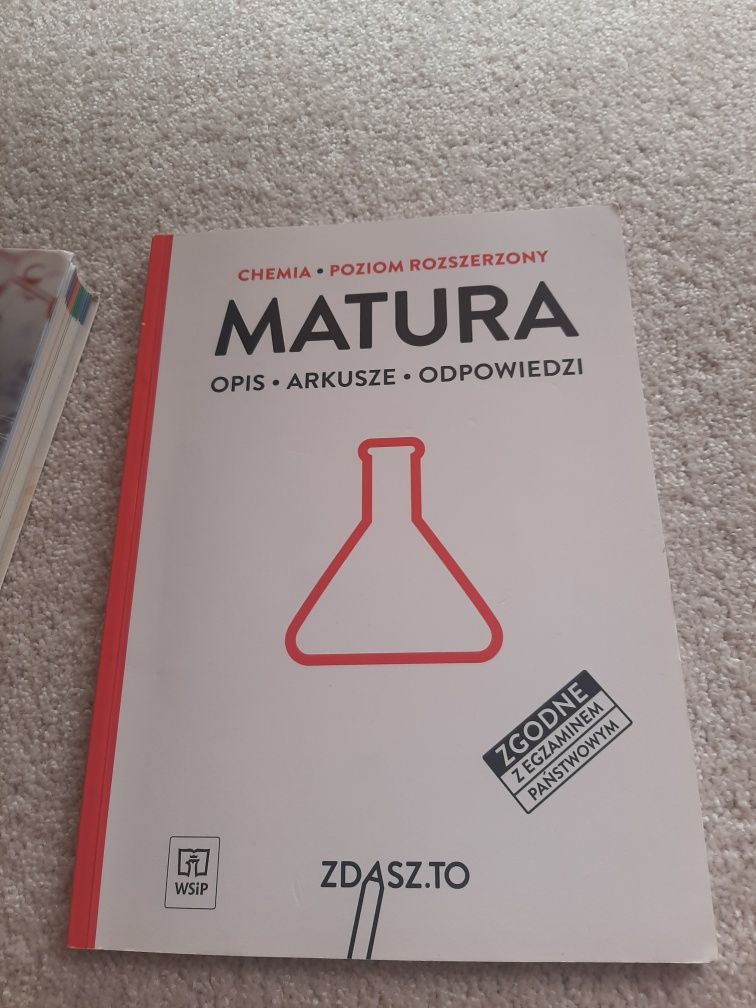 CHEMIA • POZIOM ROZSZERZONY
MATURA
OPIS • ARKUSZE • ODPOWIEDZI
ZGODNE
Z EGZAMINEM
PAŃSTWOWYM
WSiP
ZDASZ.TO